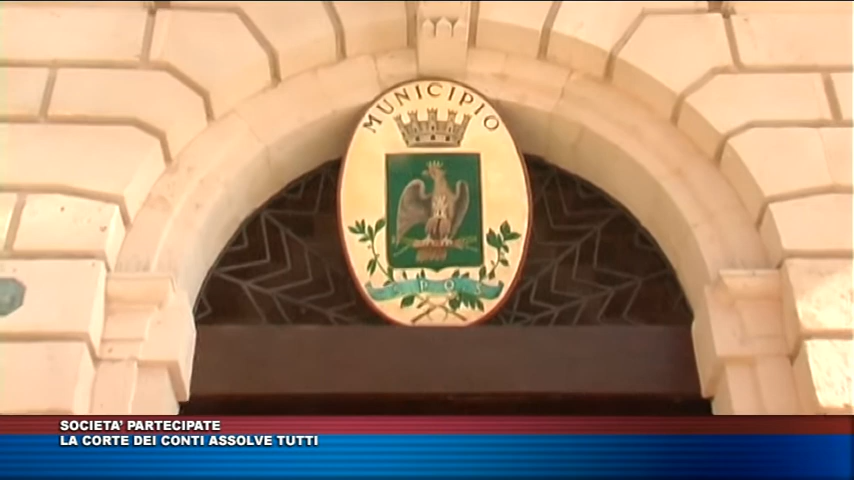 MUNICIPIO
S P Q S
SOCIETA' PARTECIPATE
LA CORTE DEI CONTI ASSOLVE TUTTI